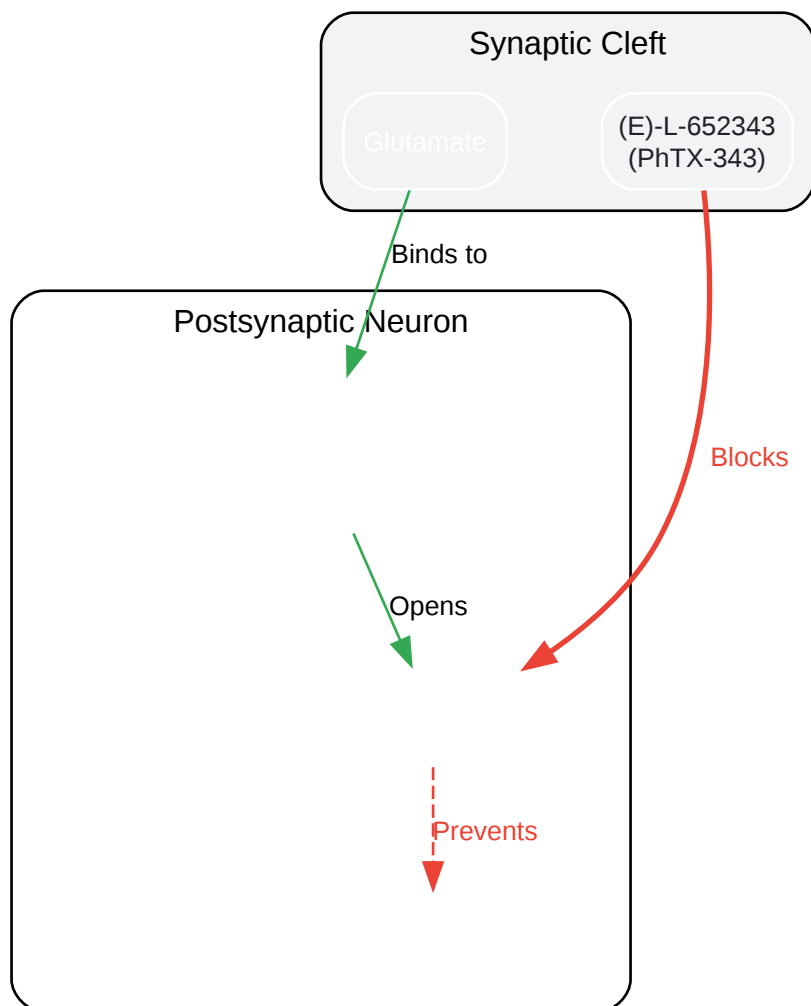 Synaptic Cleft
Glutamate
(E)-L-652343
(PhTX-343)
Binds to
Postsynaptic Neuron
Blocks
Opens
Prevents